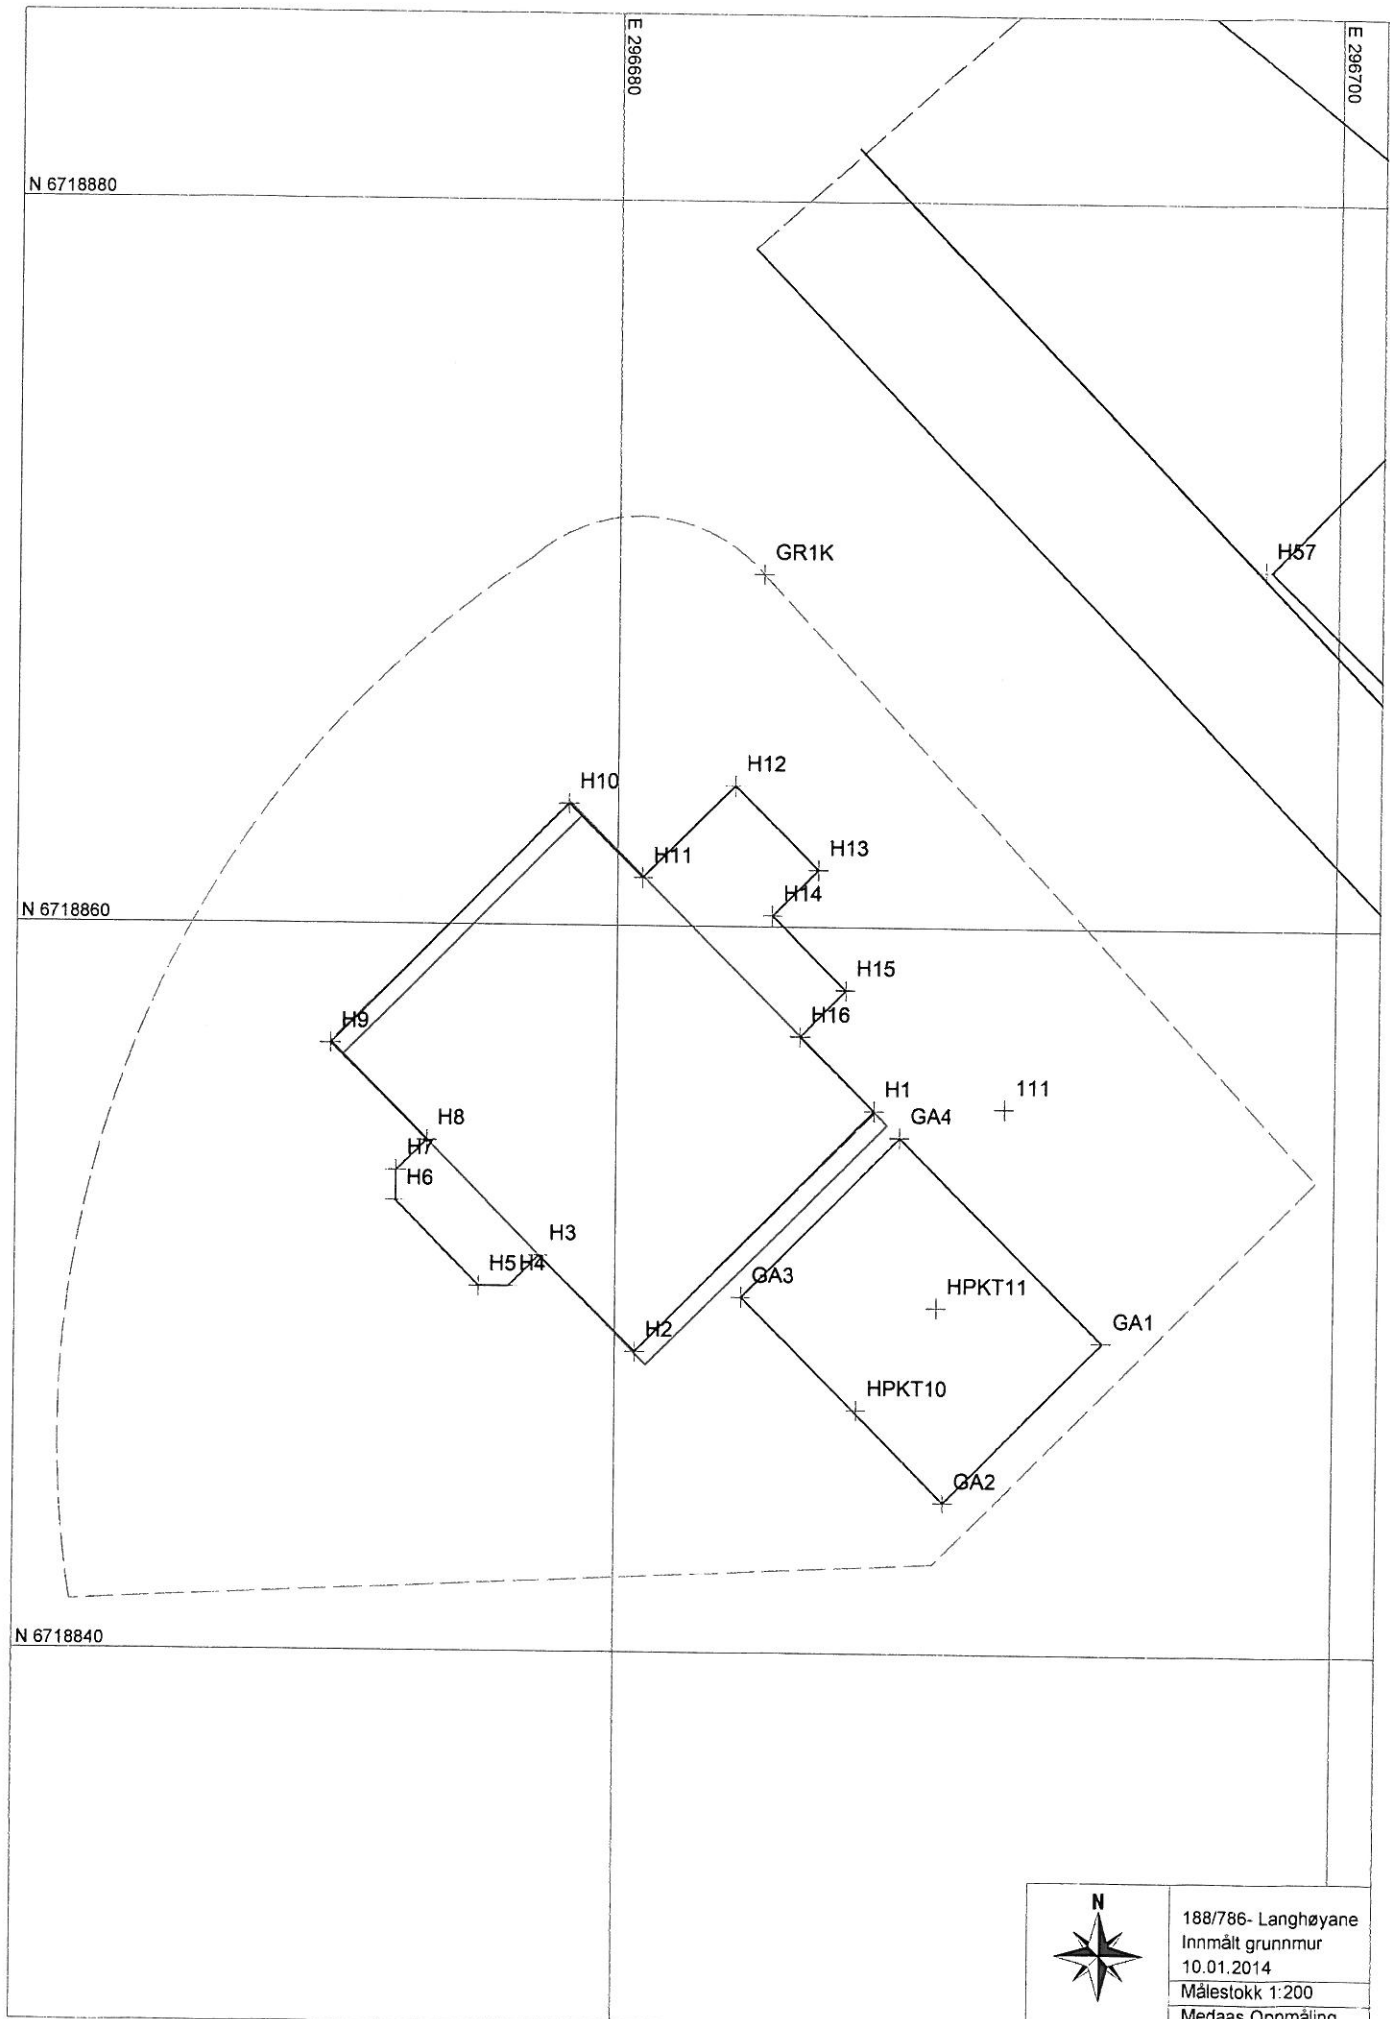 E 296680
E 296700
N 6718880
GR1K
H57
H12
H10
H13
H11
H14
N 6718860
H15
H16
H9
H1
111
GA4
H8
H7
H6
H3
H5
H4
GA3
HPKT11
GA1
H2
HPKT10
GA2
N 6718840
N
188/786- Langhøyane
Innmålt grunnmur
10.01.2014
Målestokk 1:200
Medaas Oppmåling